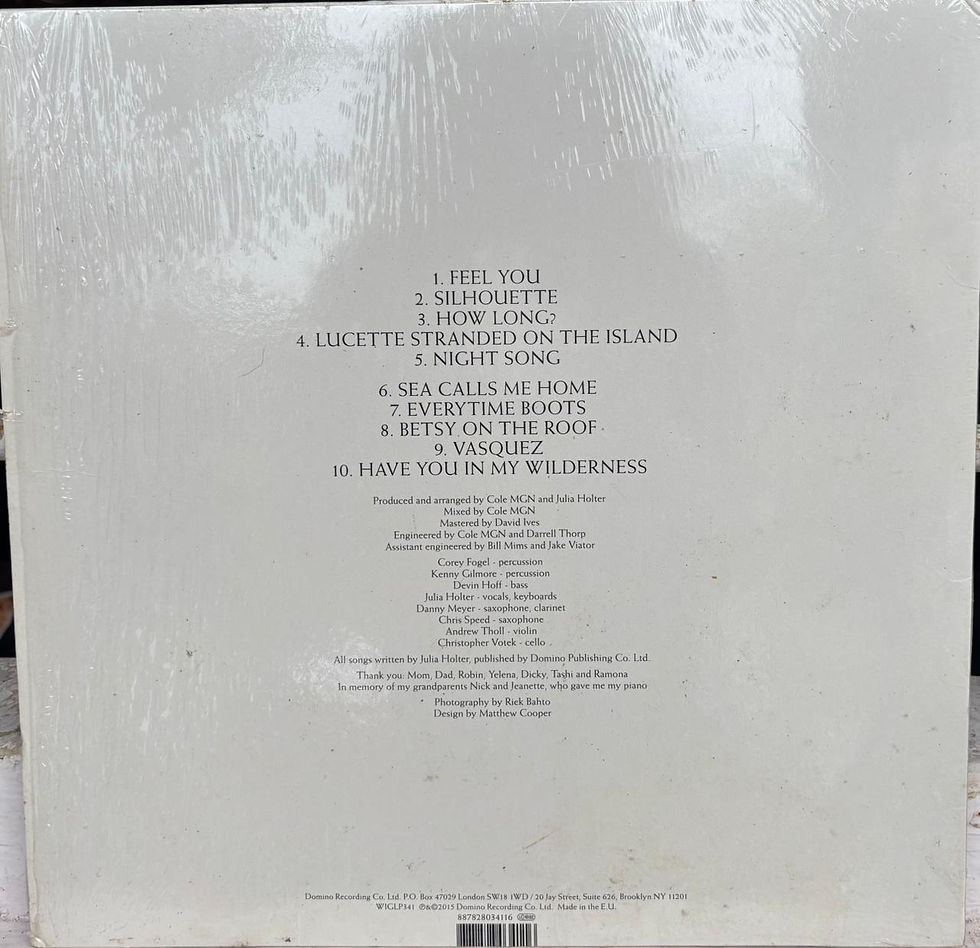 1. FEEL YOU
2. SILHOUETTE
3. HOW LONG?
4. LUCETTE STRANDED ON THE ISLAND
5. NIGHT SONG
6. SEA CALLS ME HOME
7. EVERYTIME BOOTS
8. BETSY ON THE ROOF
9. VASQUEZ
10. HAVE YOU IN MY WILDERNESS
Produced and arranged by Cole MGN and Julia Holter
Mixed by Cole MGN
Mastered by David Ives
Engineered by Cole MGN and Darrell Thorp
Assistant engineered by Bill Mims and Jake Viator
Corey Fogel - percussion
Kenny Gilmore - percussion
Devin Hoff - bass
Julia Holter - vocals, keyboards
Danny Meyer - saxophone, clarinet
Chris Speed - saxophone
Andrew Tholl - violin
Christopher Votek - cello
All songs written by Julia Holter, published by Domino Publishing Co. Ltd.
Thank you: Mom, Dad, Robin, Yelena, Dicky, Tashi and Ramona
In memory of my grandparents Nick and Jeanette, who gave me my piano
Photography by Rick Bahto
Design by Matthew Cooper
Domino Recording Co. Ltd. P.O. Box 47029 London SW18 1WD / 20 Jay Street, Suite 626, Brooklyn NY 11201
WIGLP341 ℗&©2015 Domino Recording Co. Ltd. Made in the E.U.
887828034116